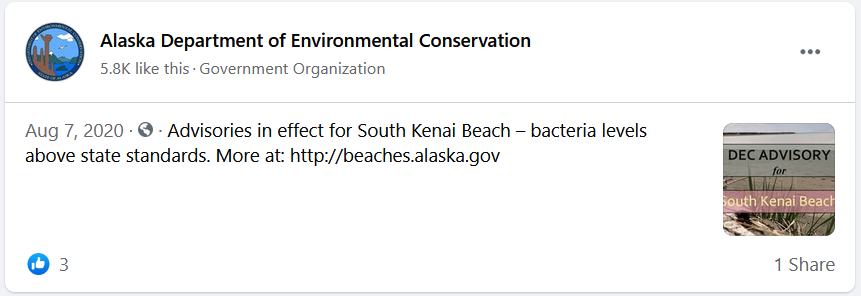 Alaska Department of Environmental Conservation
5.8K like this · Government Organization
Aug 7, 2020 · · Advisories in effect for South Kenai Beach – bacteria levels
above state standards. More at: http://beaches.alaska.gov
DEC ADVISORY
for
South Kenai Beach
3
1 Share